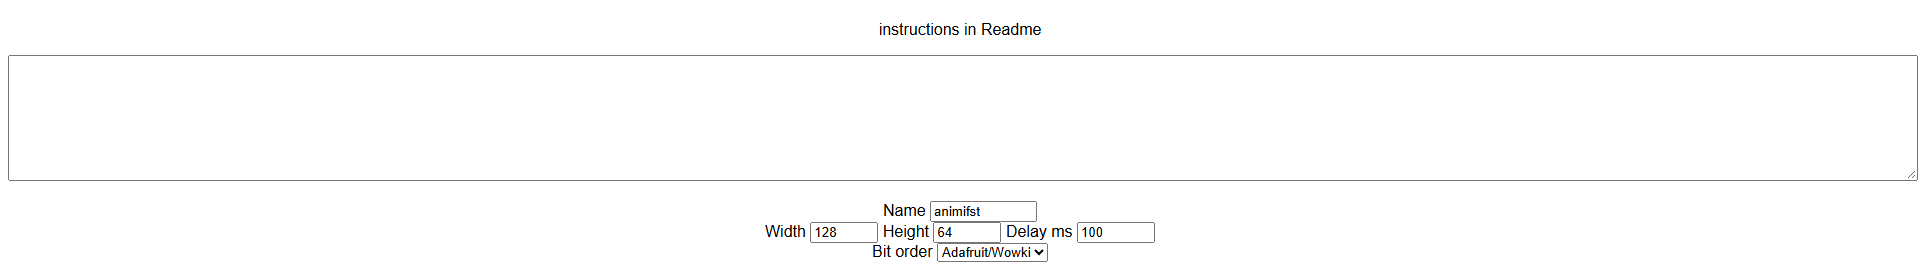 instructions in Readme
Name animifst
Width 128 Height 64 Delay ms 100
Bit order Adafruit/Wowki